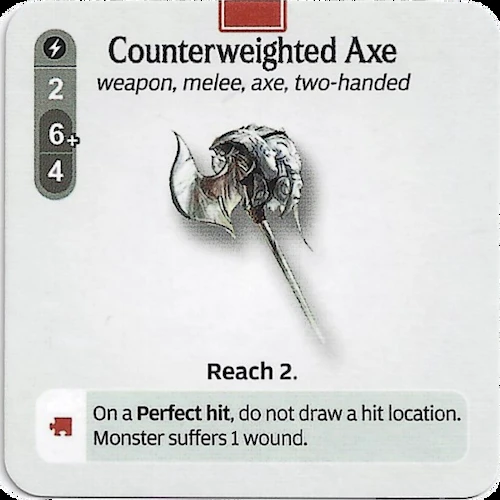 Counterweighted Axe
weapon, melee, axe, two-handed
2
6+
4
Reach 2.
On a Perfect hit, do not draw a hit location.
Monster suffers 1 wound.